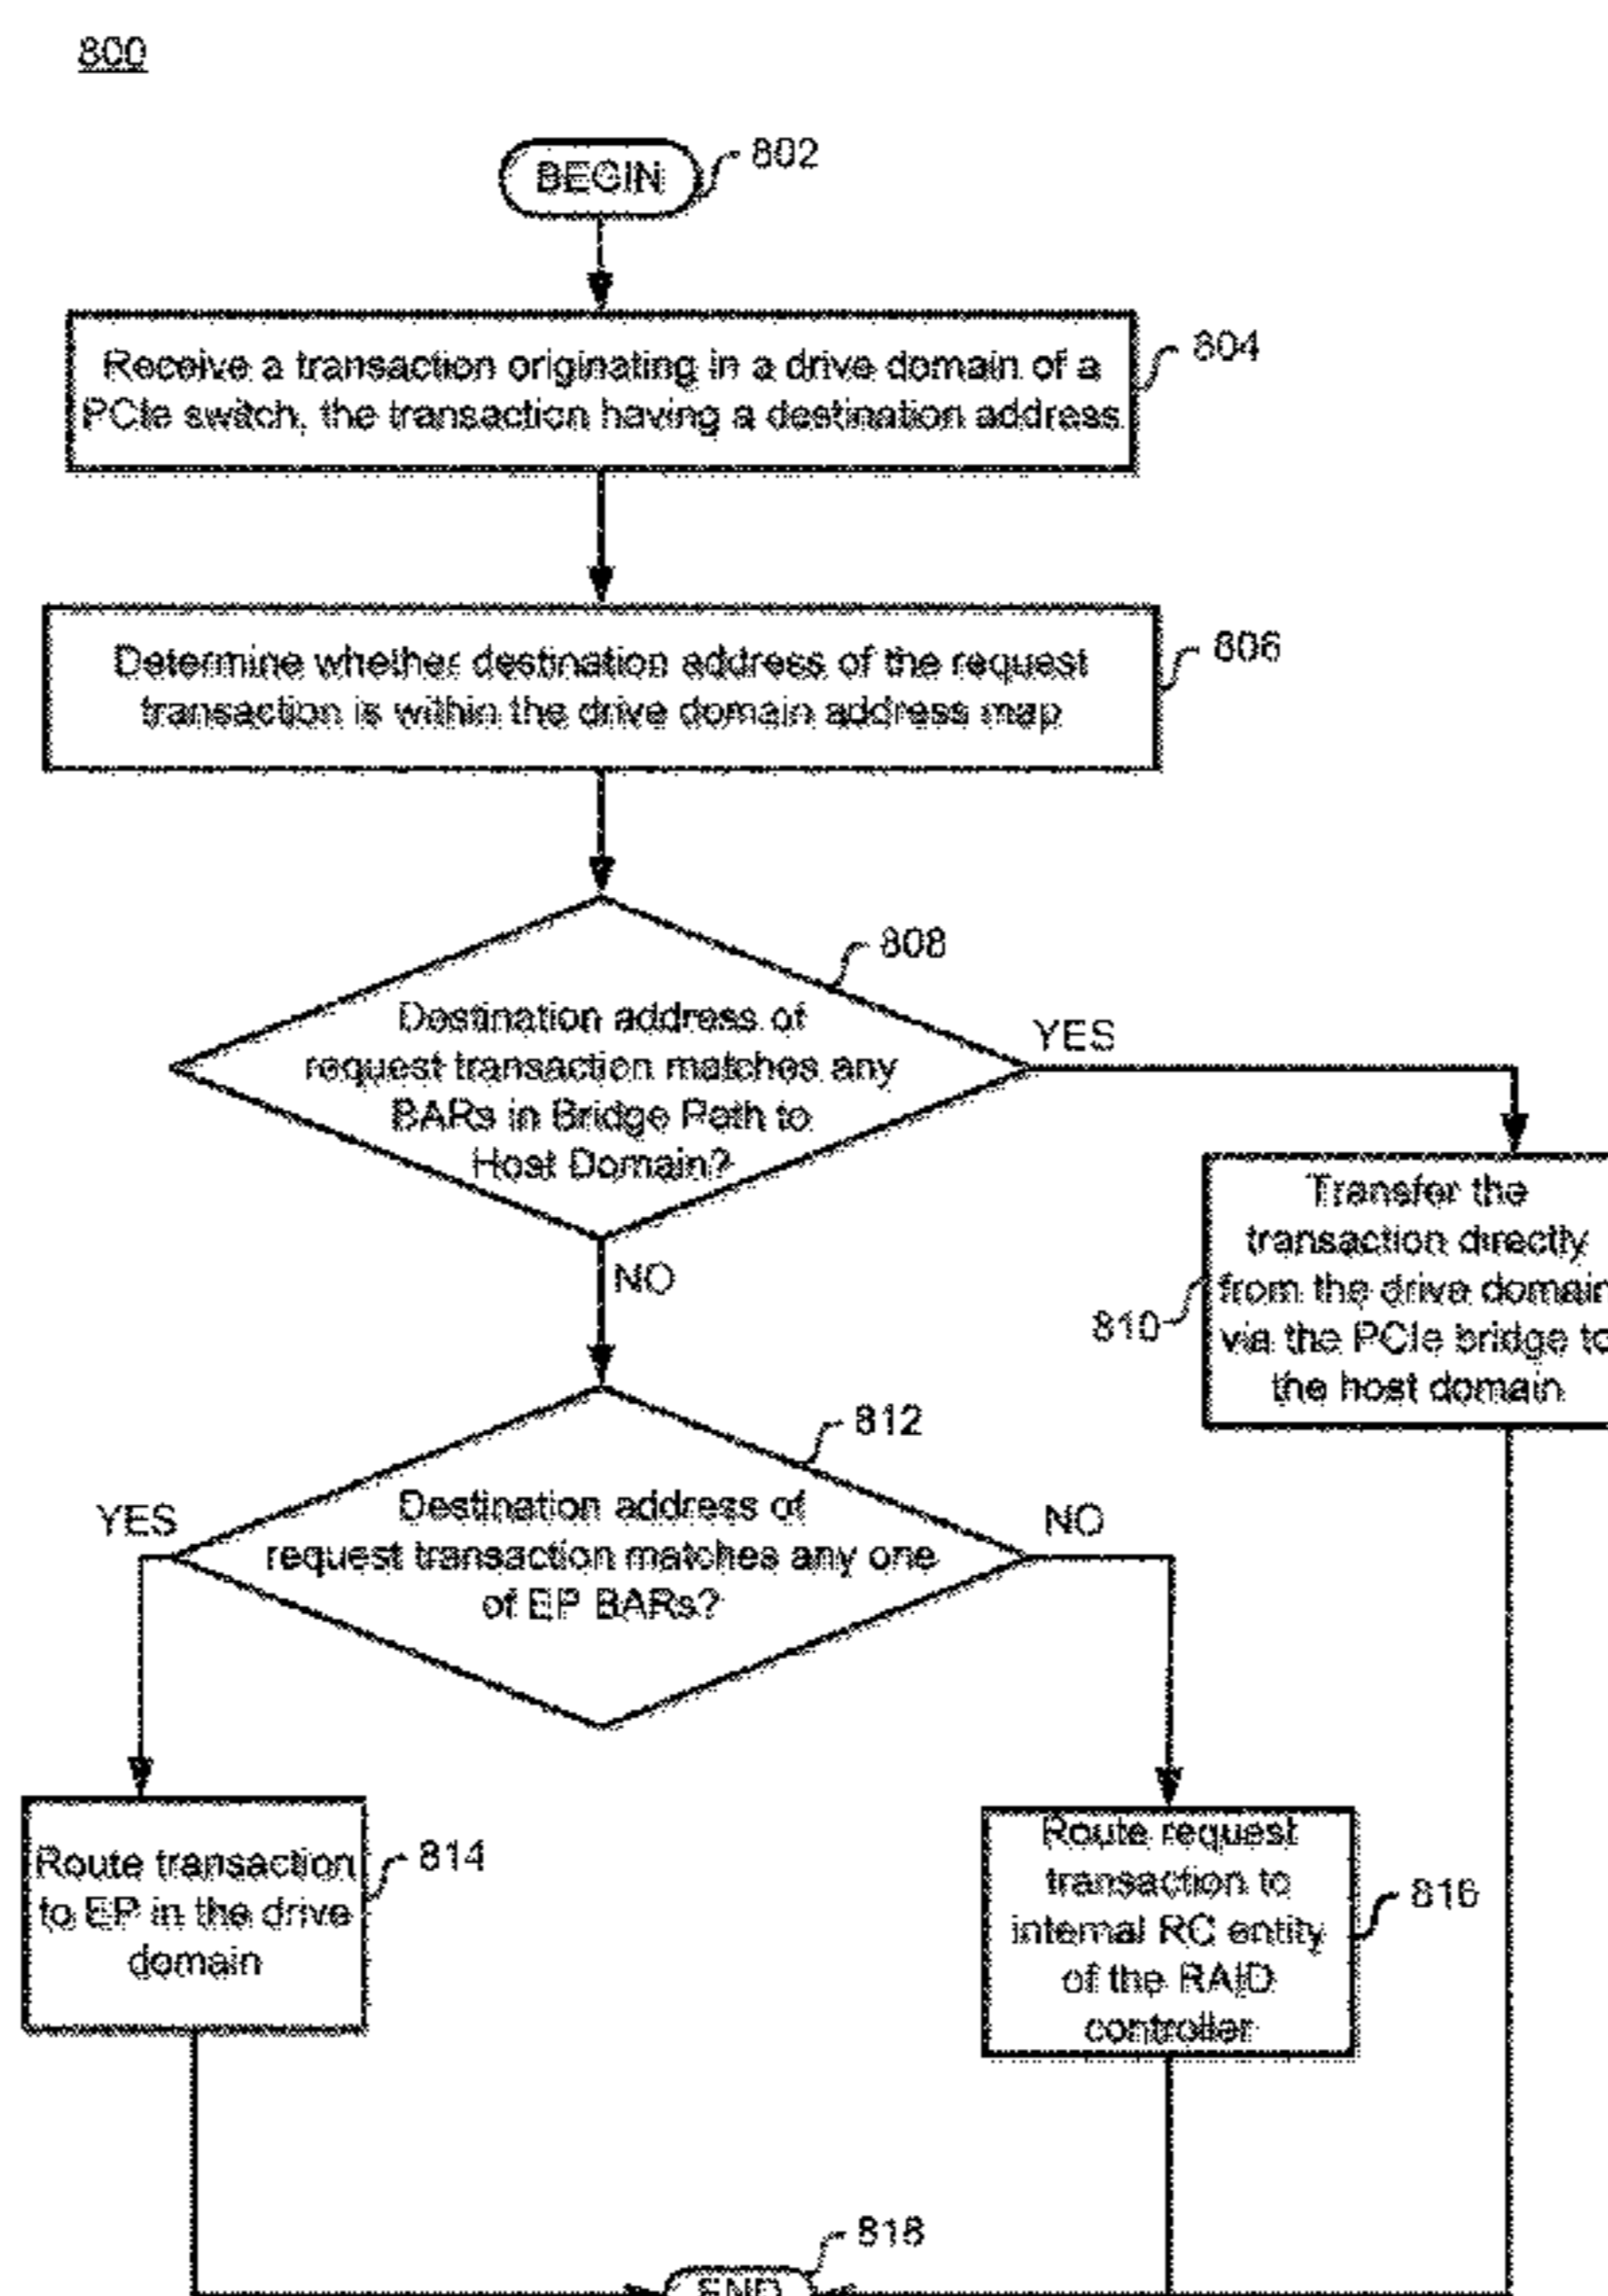 800
BEGIN
802
Receive a transaction originating in a drive domain of a
PCIe switch, the transaction having a destination address
804
Determine whether destination address of the request
transaction is within the drive domain address map
806
808
Destination address of
request transaction matches any
BARs in Bridge Path to
Host Domain?
YES
NO
Transfer the
transaction directly
from the drive domain
via the PCIe bridge to
the host domain
810
812
Destination address of
request transaction matches any one
of EP BARs?
YES
NO
Route transaction
to EP in the drive
domain
814
Route request
transaction to
internal RC entity
of the RAID
controller
816
818
END